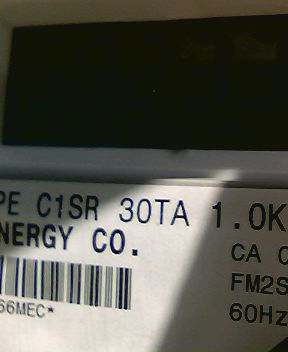 PE C1SR 30TA 1.0K
NERGY CO.
CA
FM2S
60Hz
66MEC*